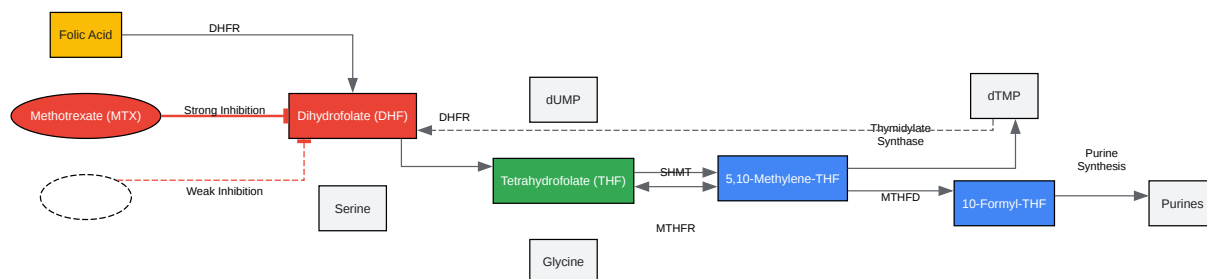 Folic Acid
DHFR
Methotrexate (MTX)
Strong Inhibition
Dihydrofolate (DHF)
dUMP
dTMP
DHFR
Thymidylate
Synthase
Weak Inhibition
Serine
Tetrahydrofolate (THF)
SHMT
5,10-Methylene-THF
Purine
Synthesis
MTHFD
10-Formyl-THF
Purines
MTHFR
Glycine